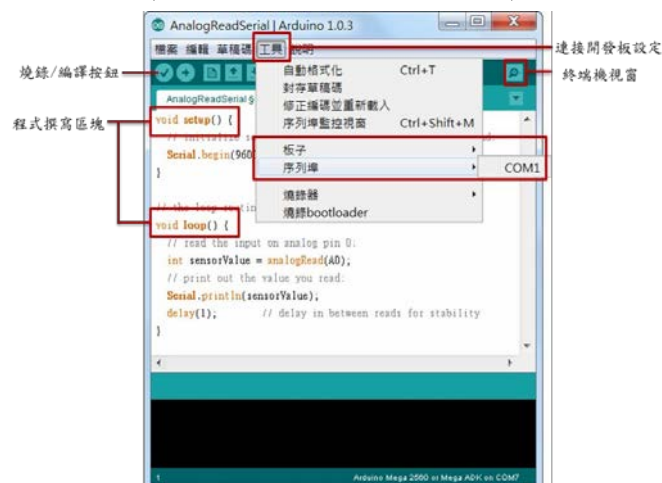 AnalogReadSerial | Arduino 1.0.3
檔案 編輯 草稿碼 工具 說明
連接開發板設定
燒錄/編譯按鈕
終端機視窗
程式撰寫區塊
AnalogReadSerial §
自動格式化 Ctrl+T
封存草稿碼
修正編碼並重新載入
序列埠監控視窗 Ctrl+Shift+M
板子
序列埠 COM1
燒錄器
燒錄bootloader
void setup() {
// initialize s
Serial.begin(960
}
// the loop routin
void loop() {
// read the input on analog pin 0:
int sensorValue = analogRead(A0);
// print out the value you read:
Serial.println(sensorValue);
delay(1); // delay in between reads for stability
}
1 Arduino Mega 2560 or Mega ADK on COM7